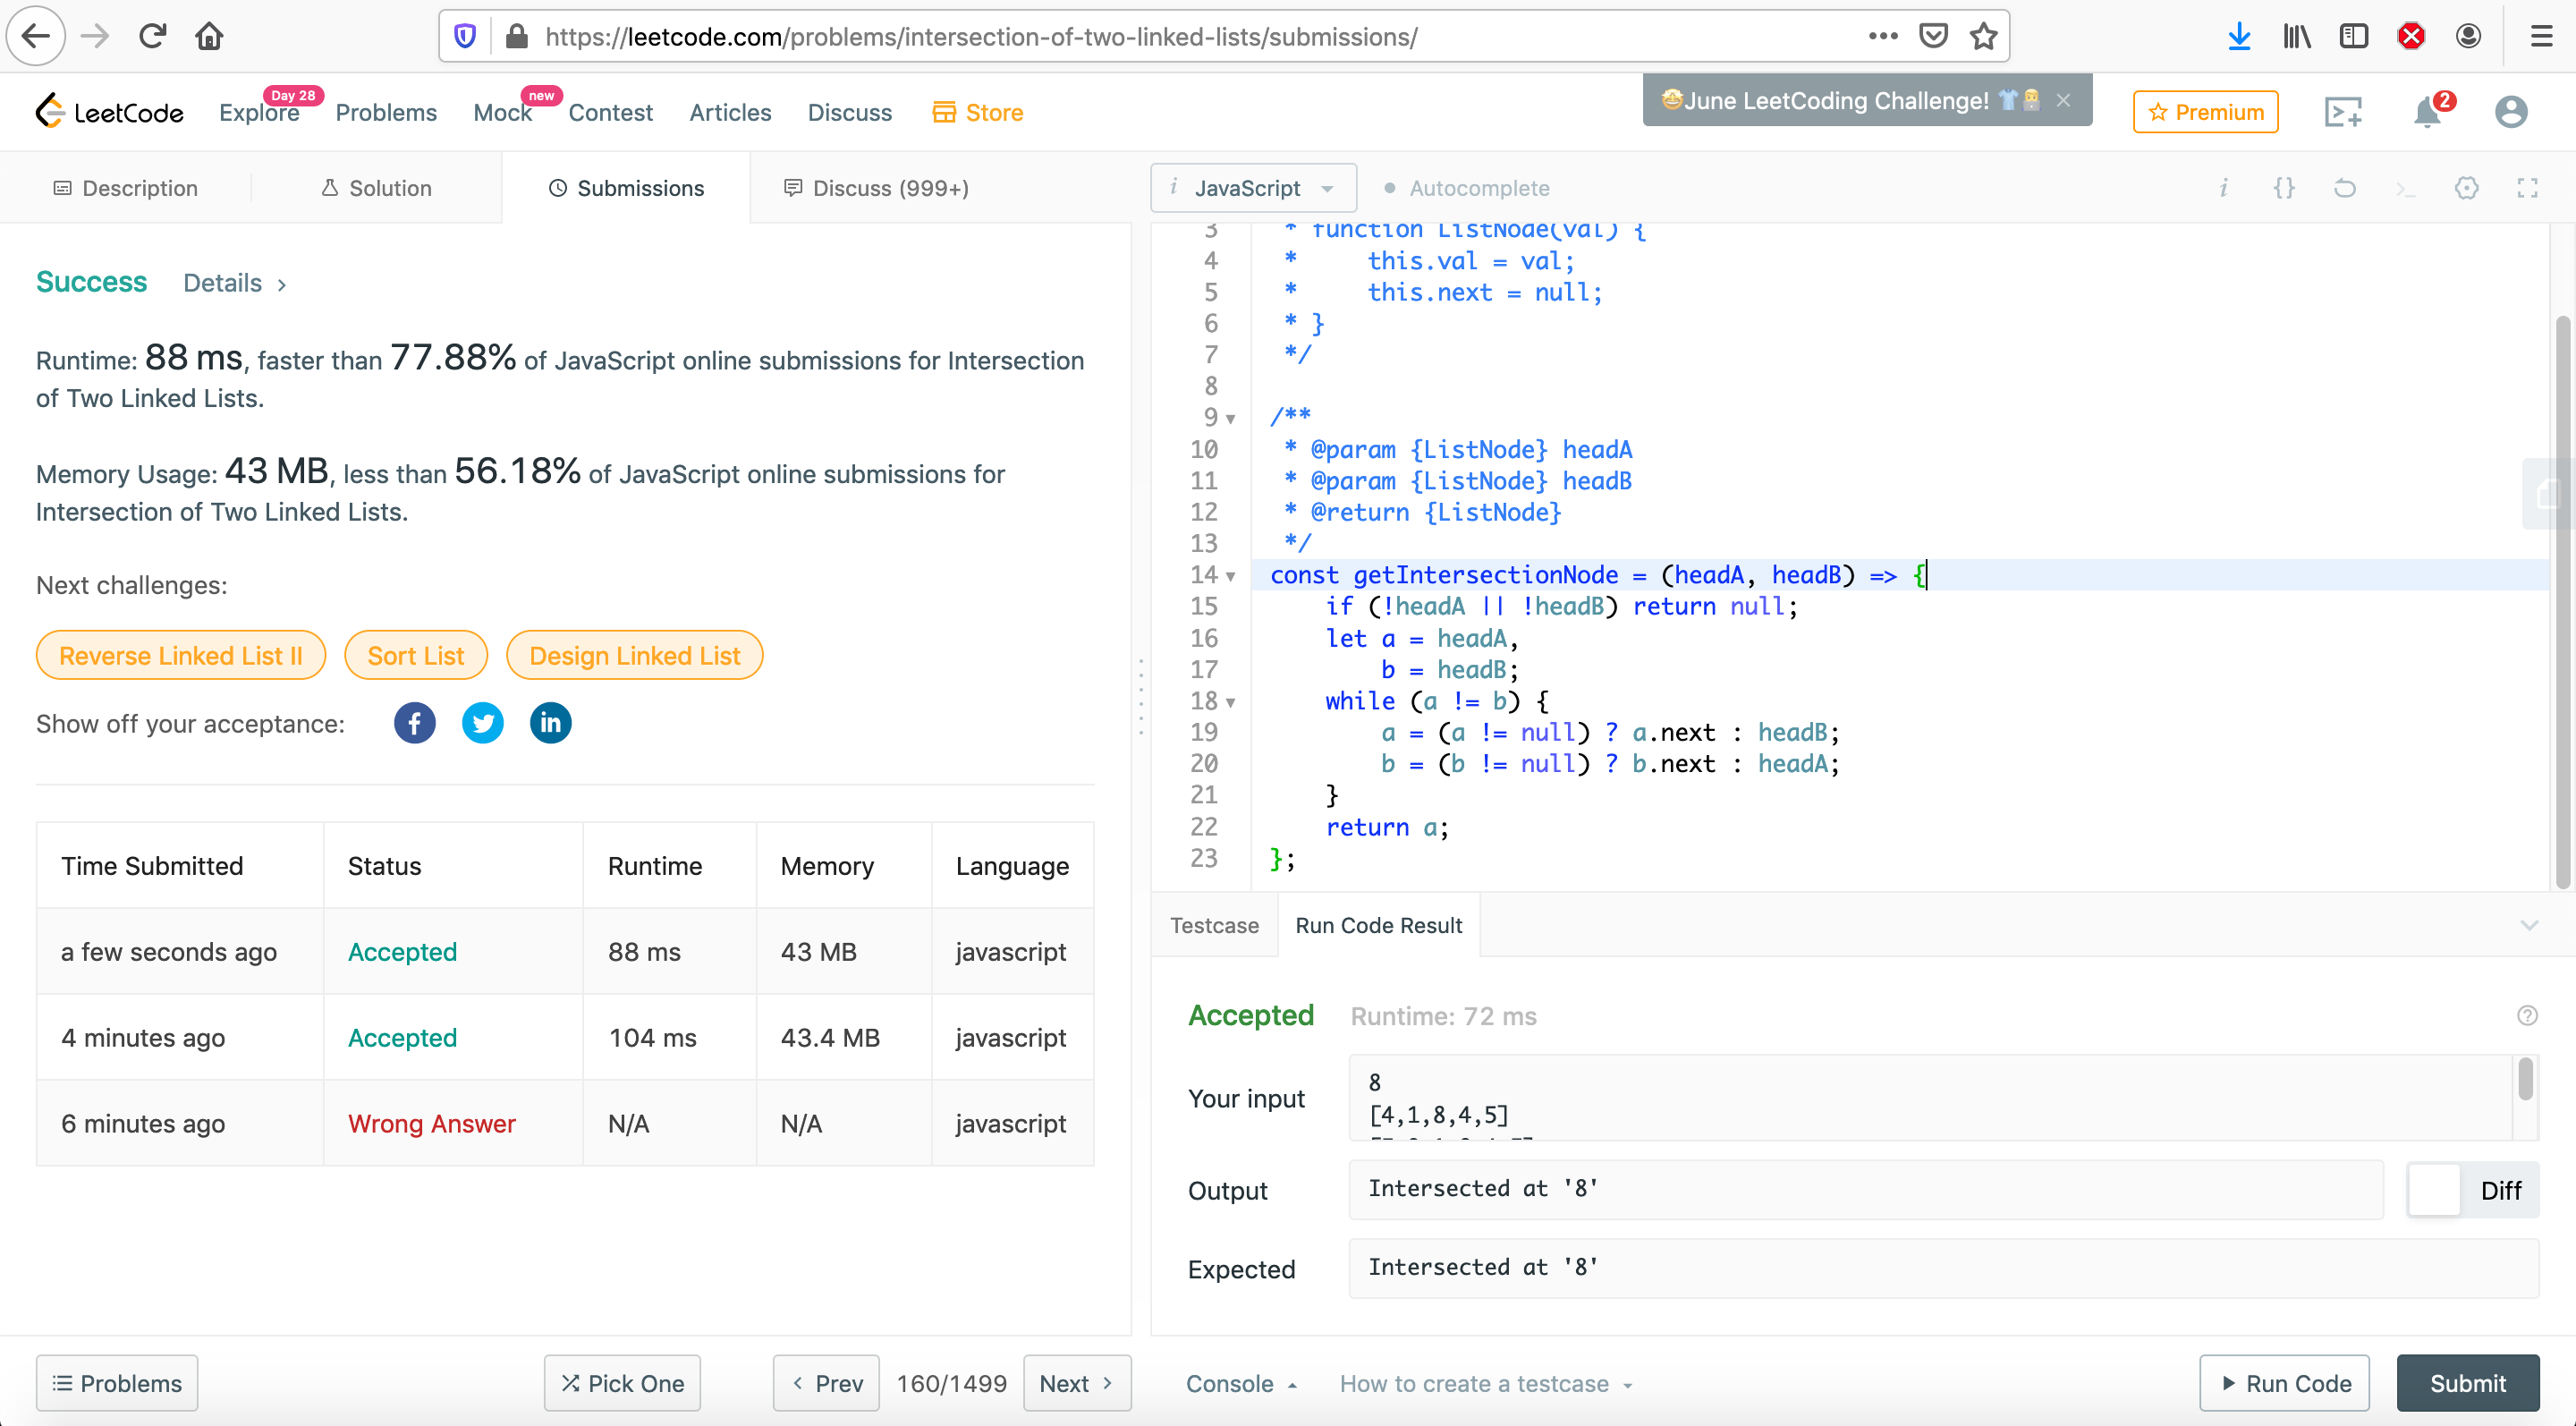 https://leetcode.com/problems/intersection-of-two-linked-lists/submissions/
LeetCode
Explore
Day 28
Problems
Mock
new
Contest
Articles
Discuss
Store
🤩June LeetCoding Challenge! 👕
Premium
2
Description
Solution
Submissions
Discuss (999+)
Success
Details
Runtime: 88 ms, faster than 77.88% of JavaScript online submissions for Intersection
of Two Linked Lists.
Memory Usage: 43 MB, less than 56.18% of JavaScript online submissions for
Intersection of Two Linked Lists.
Next challenges:
Reverse Linked List II
Sort List
Design Linked List
Show off your acceptance:
Time Submitted Status Runtime Memory Language
a few seconds ago Accepted 88 ms 43 MB javascript
4 minutes ago Accepted 104 ms 43.4 MB javascript
6 minutes ago Wrong Answer N/A N/A javascript
Problems
Pick One
Prev
160/1499
Next
i JavaScript
Autocomplete
3 * function ListNode(val) {
4 *     this.val = val;
5 *     this.next = null;
6 * }
7 */
8
9 /**
10 * @param {ListNode} headA
11 * @param {ListNode} headB
12 * @return {ListNode}
13 */
14 const getIntersectionNode = (headA, headB) => {
15     if (!headA || !headB) return null;
16     let a = headA,
17         b = headB;
18     while (a != b) {
19         a = (a != null) ? a.next : headB;
20         b = (b != null) ? b.next : headA;
21     }
22     return a;
23 };
Testcase
Run Code Result
Accepted
Runtime: 72 ms
Your input
8
[4,1,8,4,5]
Output
Intersected at '8'
Diff
Expected
Intersected at '8'
Console
How to create a testcase
Run Code
Submit